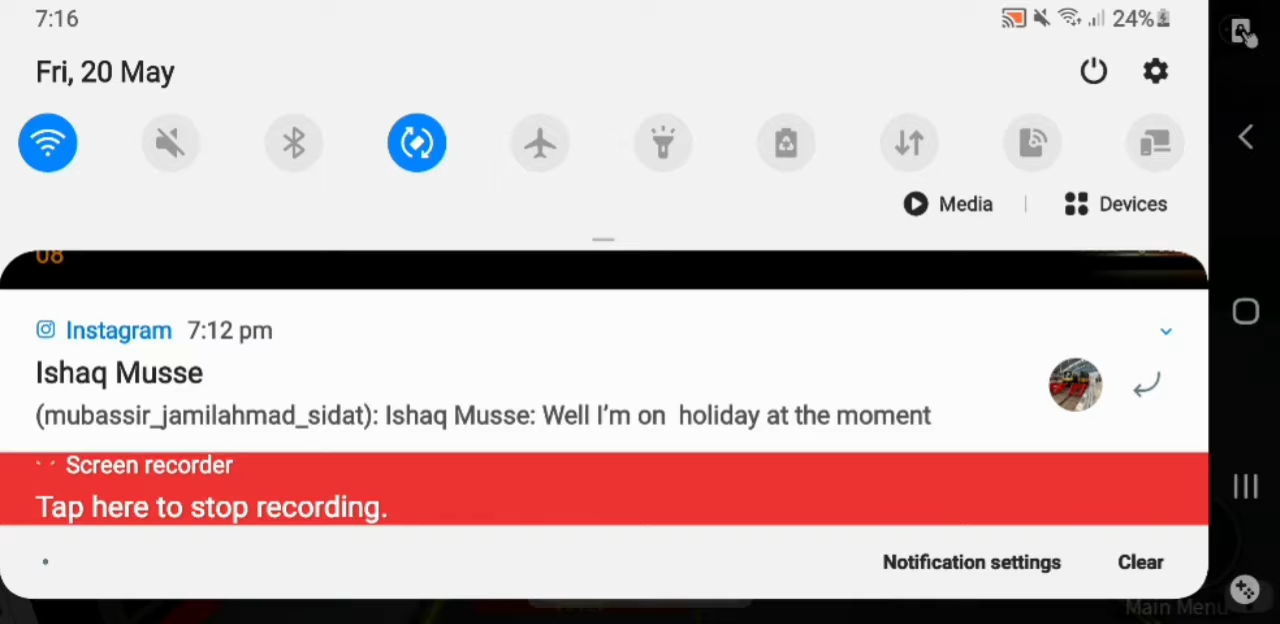 7:16
24%
Fri, 20 May
Media
Devices
08
Instagram 7:12 pm
Ishaq Musse
(mubassir_jamilahmad_sidat): Ishaq Musse: Well I'm on  holiday at the moment
Screen recorder
Tap here to stop recording.
Notification settings
Clear
Main Menu